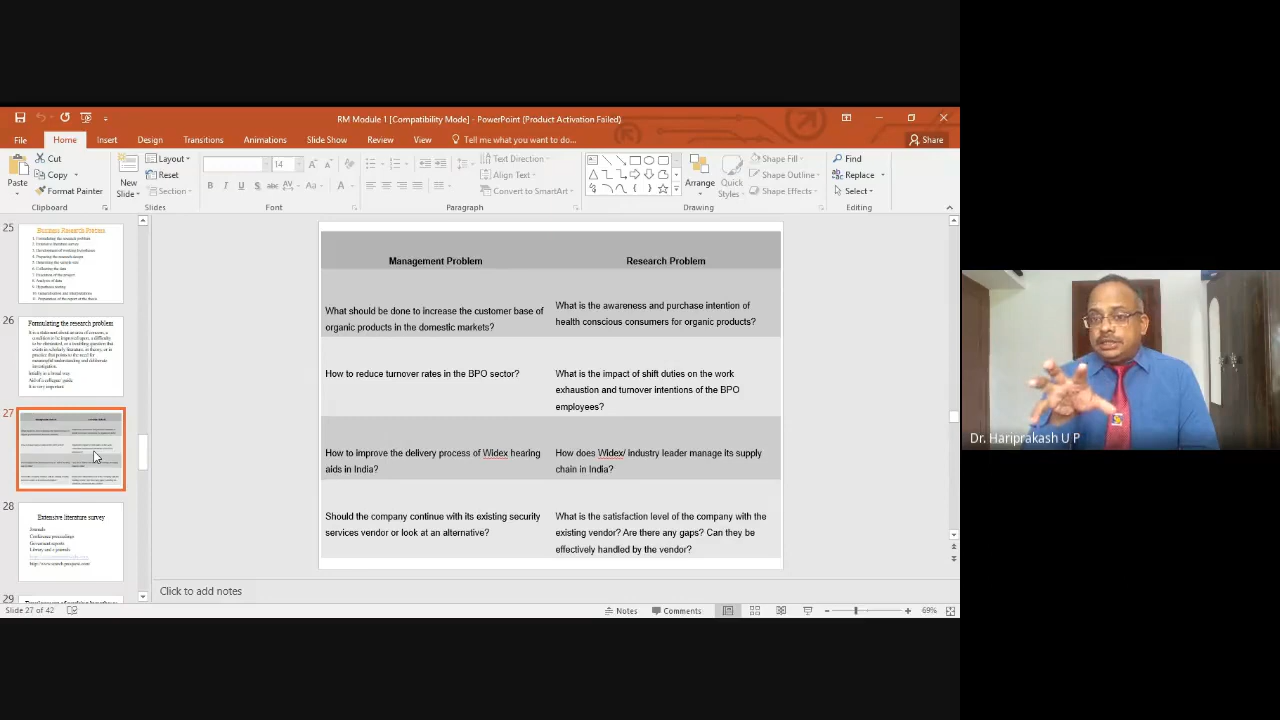 RM Module 1 [Compatibility Mode] - PowerPoint (Product Activation Failed)
File Home Insert Design Transitions Animations Slide Show Review View Tell me what you want to do... Share
Paste
Cut
Copy
Format Painter
Clipboard
New
Slide
Layout
Reset
Section
Slides
14
B I U S abc AV Aa A
Font
Text Direction
Align Text
Convert to SmartArt
Paragraph
Arrange
Quick
Styles
Shape Fill
Shape Outline
Shape Effects
Drawing
Find
Replace
Select
Editing
25
Business Research Process
26
Formulating the research problem
27
28
Extensive literature survey
Journals
Conference proceedings
Government reports
29
Management Problem
Research Problem
What should be done to increase the customer base of
organic products in the domestic markets?
What is the awareness and purchase intention of
health conscious consumers for organic products?
How to reduce turnover rates in the BPO sector?
What is the impact of shift duties on the work
exhaustion and turnover intentions of the BPO
employees?
How to improve the delivery process of Widex hearing
aids in India?
How does Widex' industry leader manage its supply
chain in India?
Should the company continue with its existing security
services vendor or look at an alternative?
What is the satisfaction level of the company with the
existing vendor? Are there any gaps? Can they be
effectively handled by the vendor?
Click to add notes
Slide 27 of 42
Notes
Comments
69%
Dr. Hariprakash U P